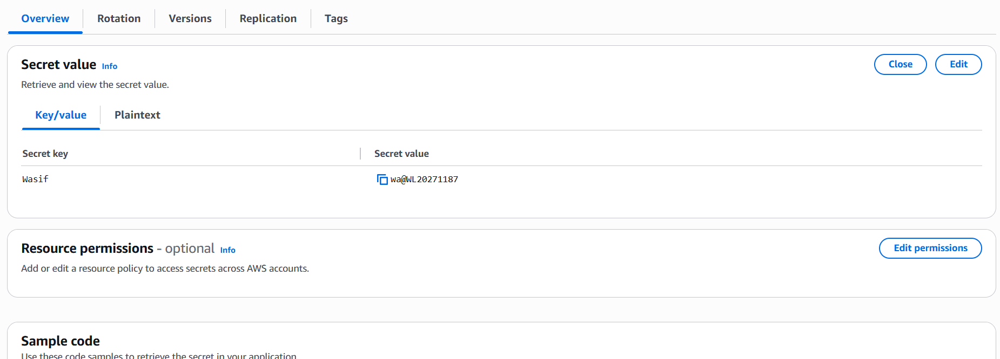 Overview Rotation Versions Replication Tags
Secret value Info Close Edit
Retrieve and view the secret value.
Key/value Plaintext
Secret key Secret value
Wasif wa@WL20271187
Resource permissions - optional Info Edit permissions
Add or edit a resource policy to access secrets across AWS accounts.
Sample code
Use these code samples to retrieve the secret in your application